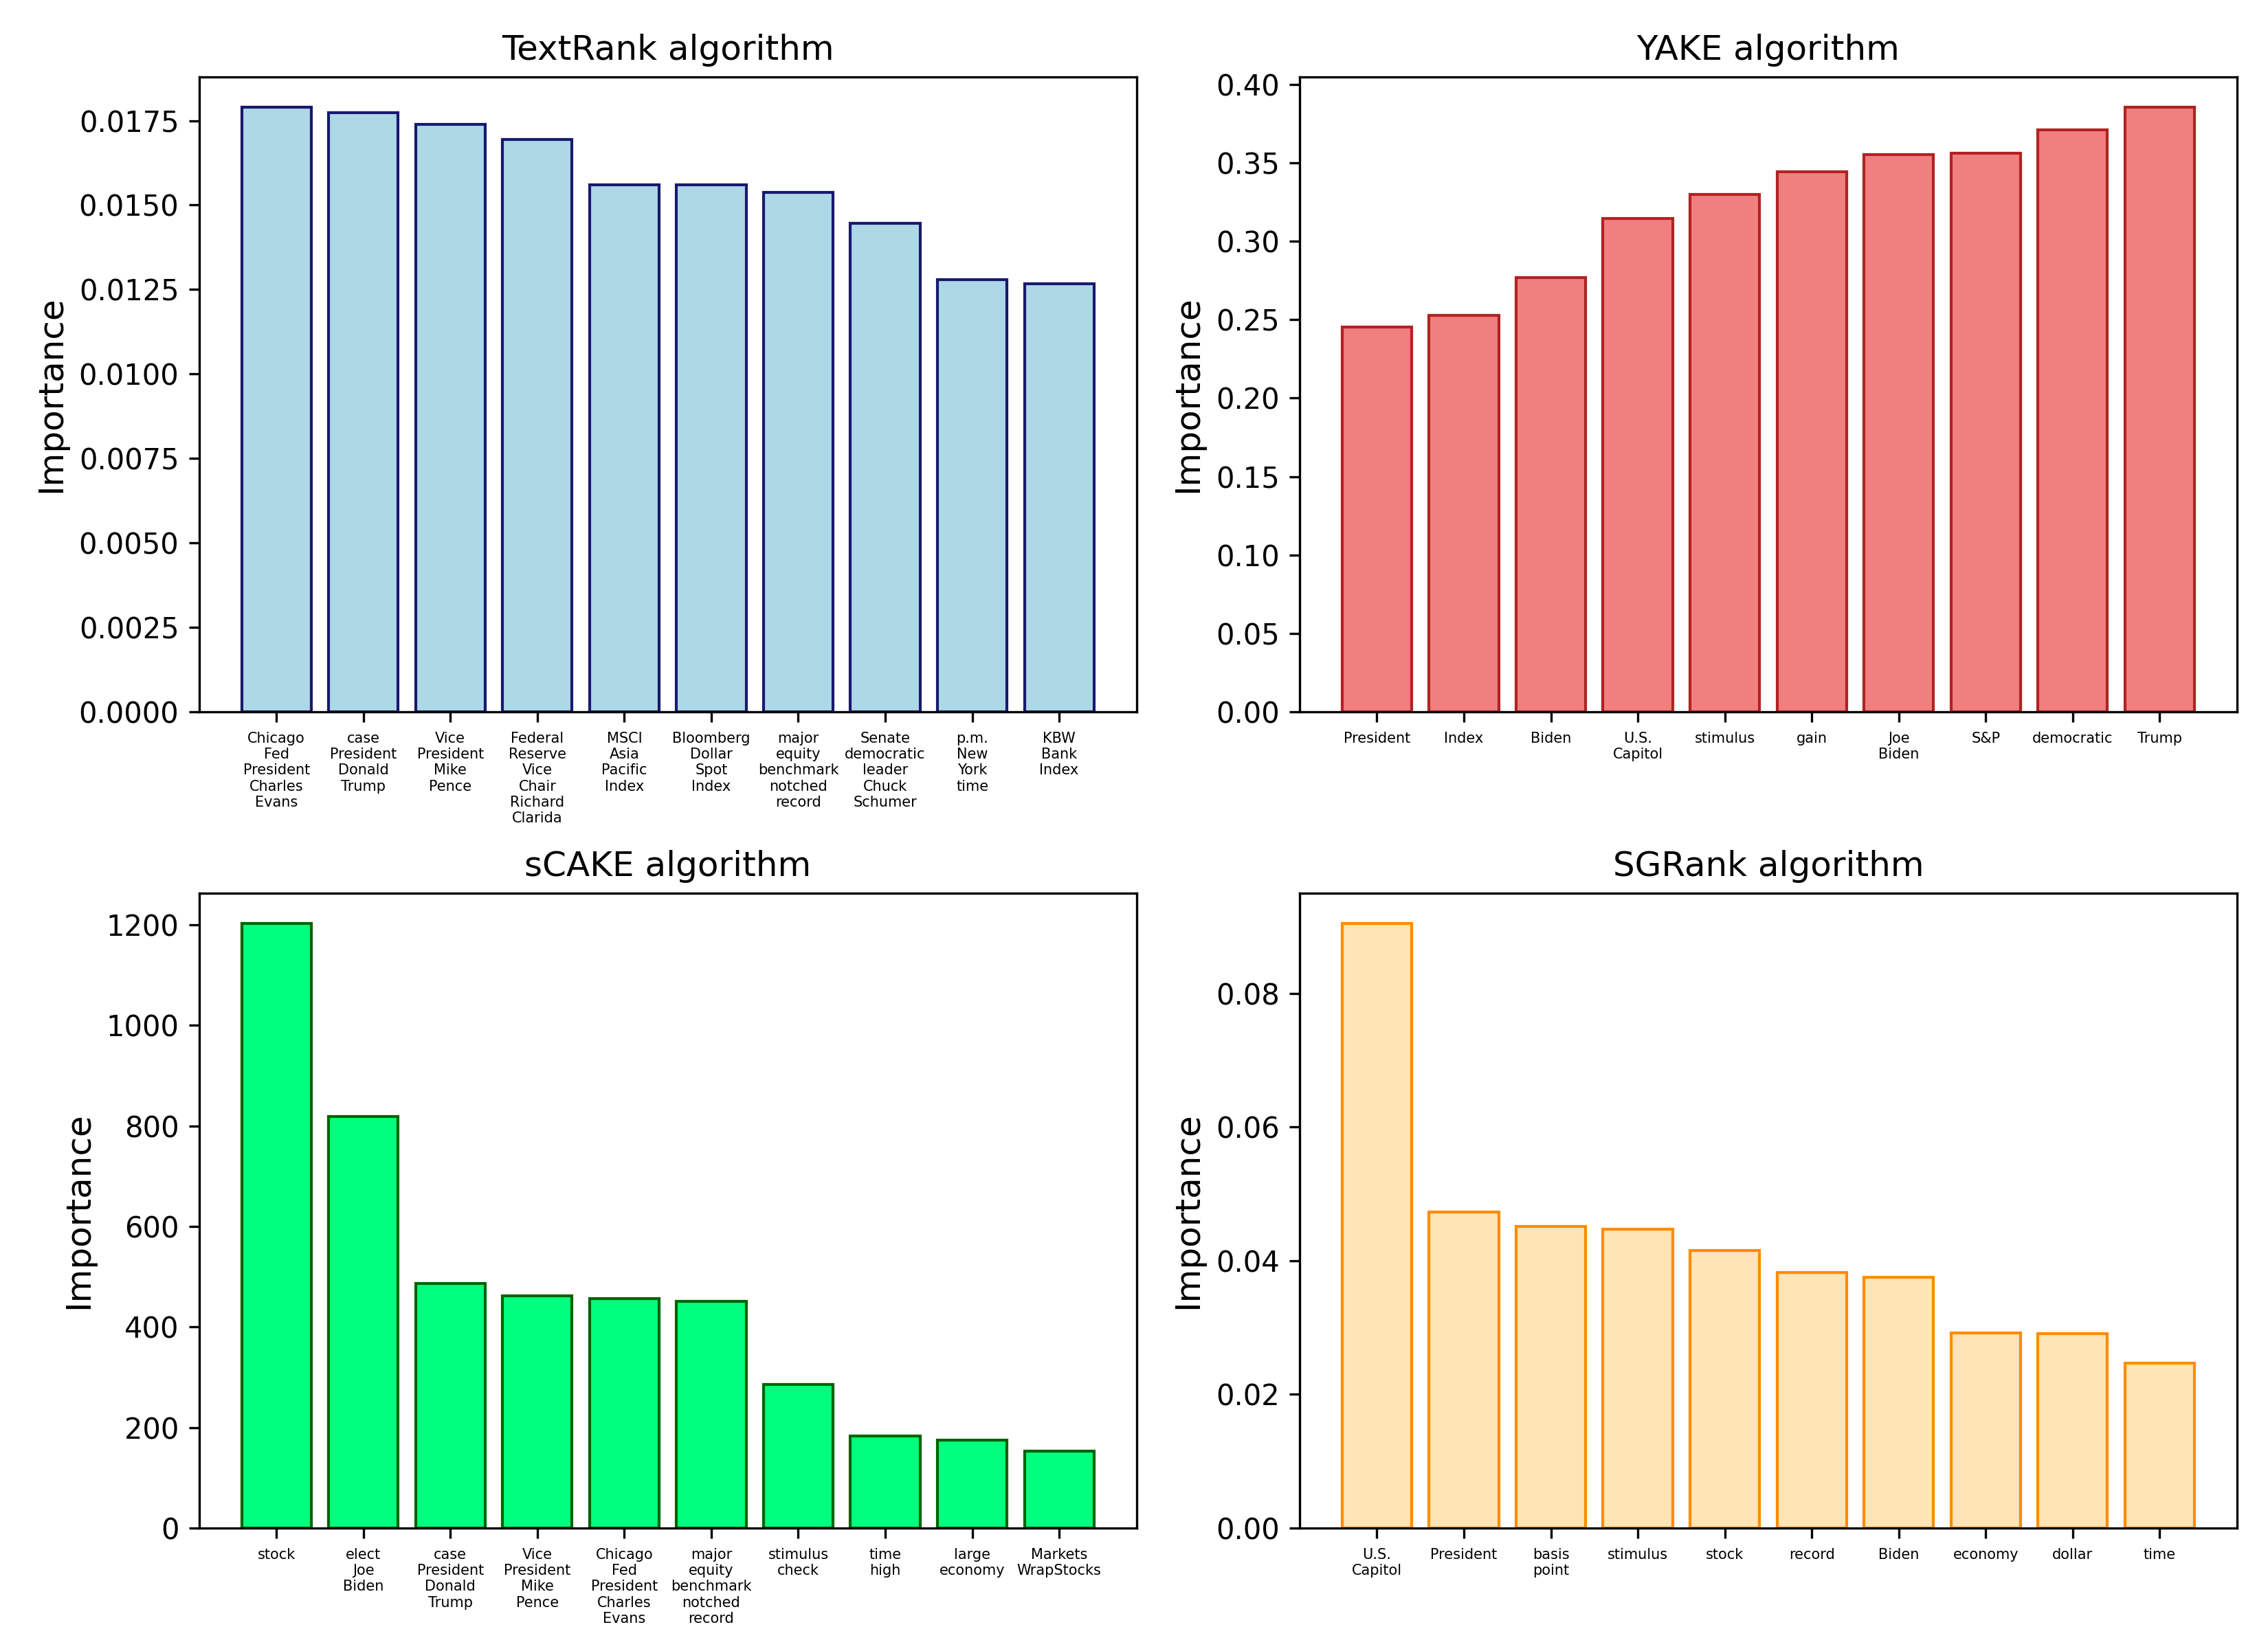 TextRank algorithm
Importance
0.0175
0.0150
0.0125
0.0100
0.0075
0.0050
0.0025
0.0000
Chicago
Fed
President
Charles
Evans
case
President
Donald
Trump
Vice
President
Mike
Pence
Federal
Reserve
Vice
Chair
Richard
Clarida
MSCI
Asia
Pacific
Index
Bloomberg
Dollar
Spot
Index
major
equity
benchmark
notched
record
Senate
democratic
leader
Chuck
Schumer
p.m.
New
York
time
KBW
Bank
Index
YAKE algorithm
Importance
0.40
0.35
0.30
0.25
0.20
0.15
0.10
0.05
0.00
President
Index
Biden
U.S.
Capitol
stimulus
gain
Joe
Biden
S&P
democratic
Trump
sCAKE algorithm
Importance
1200
1000
800
600
400
200
0
stock
elect
Joe
Biden
case
President
Donald
Trump
Vice
President
Mike
Pence
Chicago
Fed
President
Charles
Evans
major
equity
benchmark
notched
record
stimulus
check
time
high
large
economy
Markets
WrapStocks
SGRank algorithm
Importance
0.08
0.06
0.04
0.02
0.00
U.S.
Capitol
President
basis
point
stimulus
stock
record
Biden
economy
dollar
time